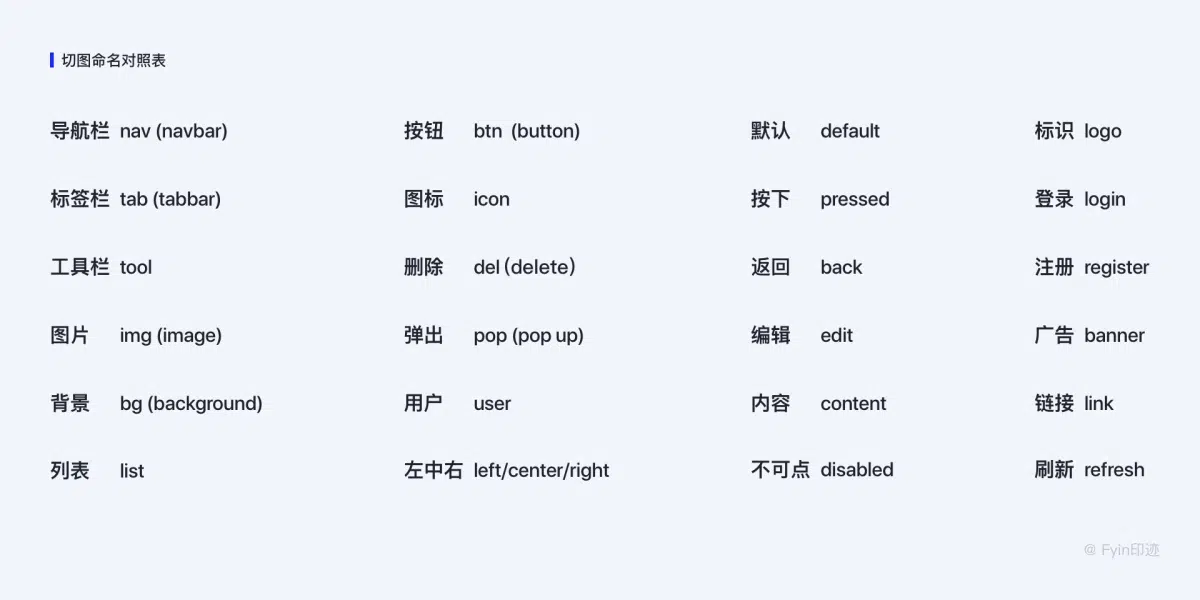 切图命名对照表
导航栏 nav (navbar) 按钮 btn (button) 默认 default 标识 logo
标签栏 tab (tabbar) 图标 icon 按下 pressed 登录 login
工具栏 tool 删除 del (delete) 返回 back 注册 register
图片 img (image) 弹出 pop (pop up) 编辑 edit 广告 banner
背景 bg (background) 用户 user 内容 content 链接 link
列表 list 左中右 left/center/right 不可点 disabled 刷新 refresh
@ Fyin印迹